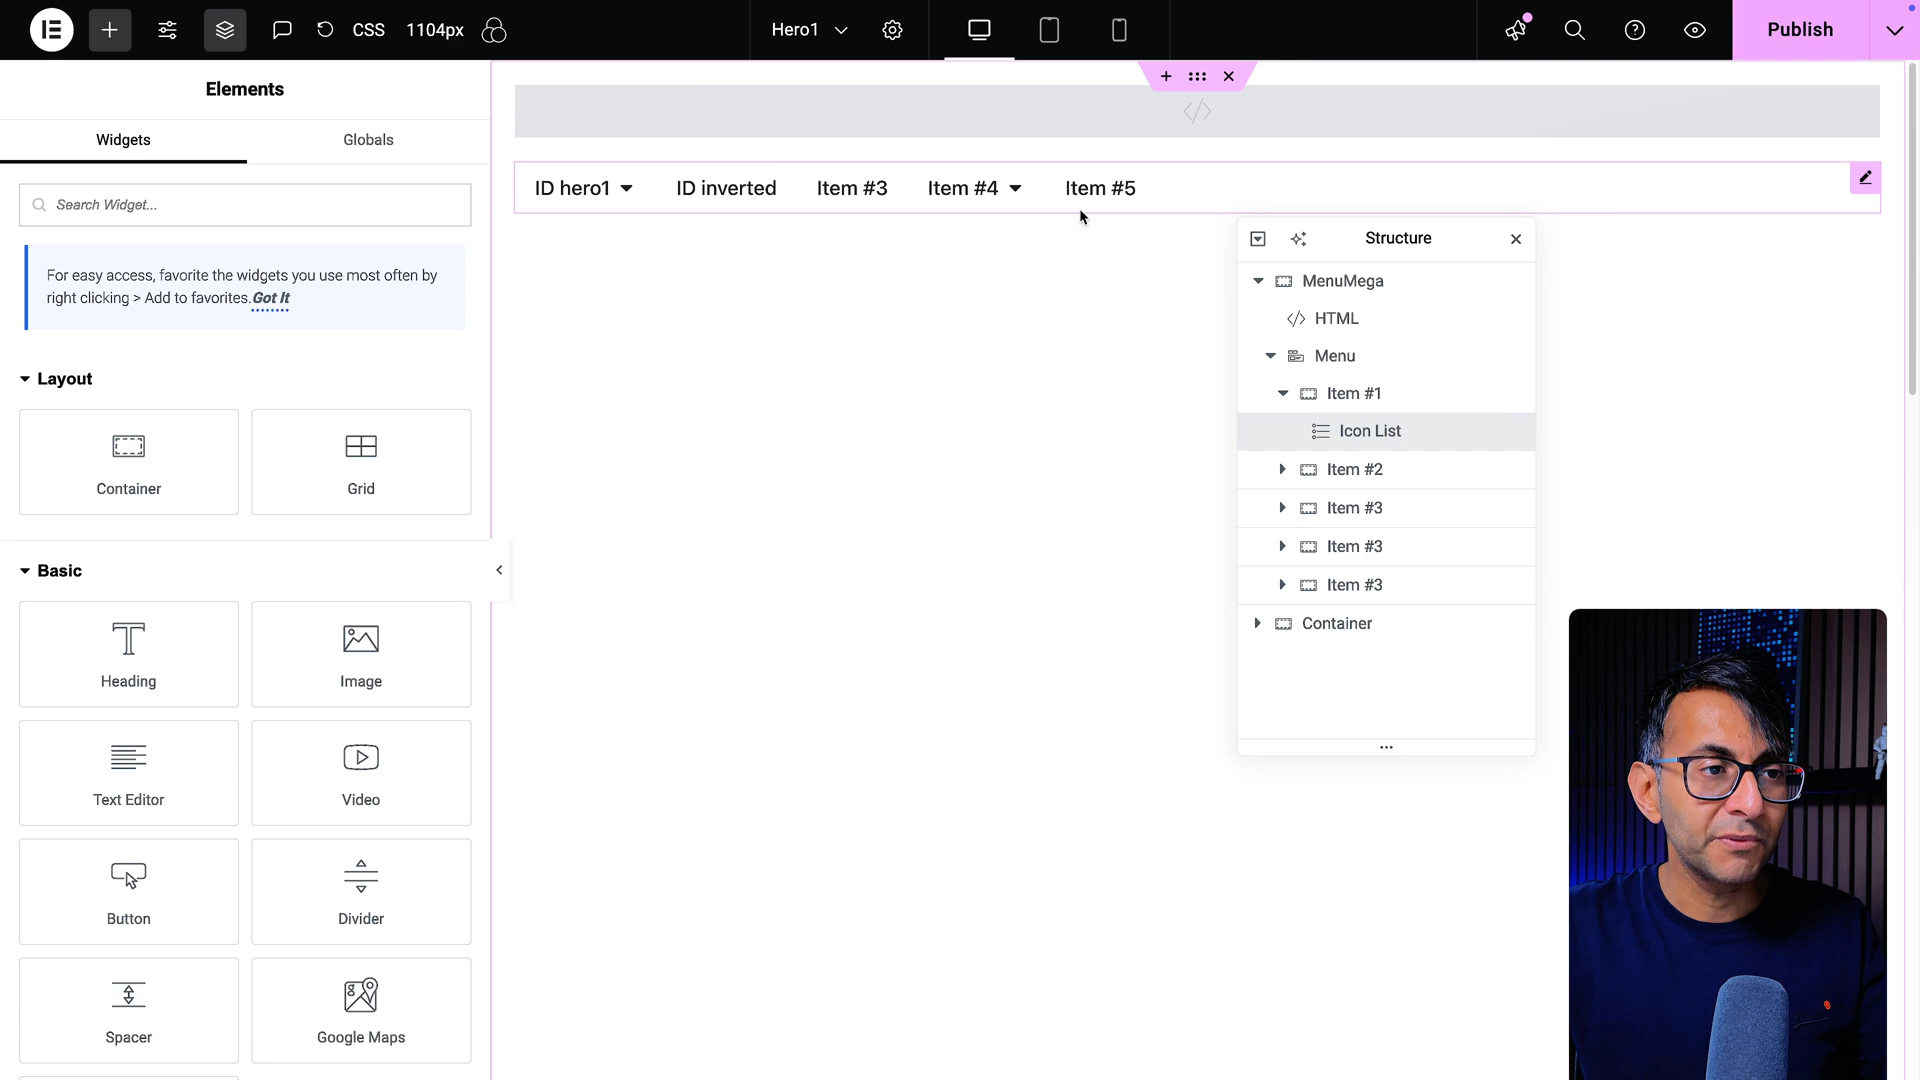 CSS
1104px
Hero1
Publish
Elements
Widgets
Globals
Search Widget...
For easy access, favorite the widgets you use most often by
right clicking > Add to favorites. Got It
Layout
Container
Grid
Basic
Heading
Image
Text Editor
Video
Button
Divider
Spacer
Google Maps
ID hero1
ID inverted
Item #3
Item #4
Item #5
Structure
MenuMega
HTML
Menu
Item #1
Icon List
Item #2
Item #3
Item #3
Item #3
Container